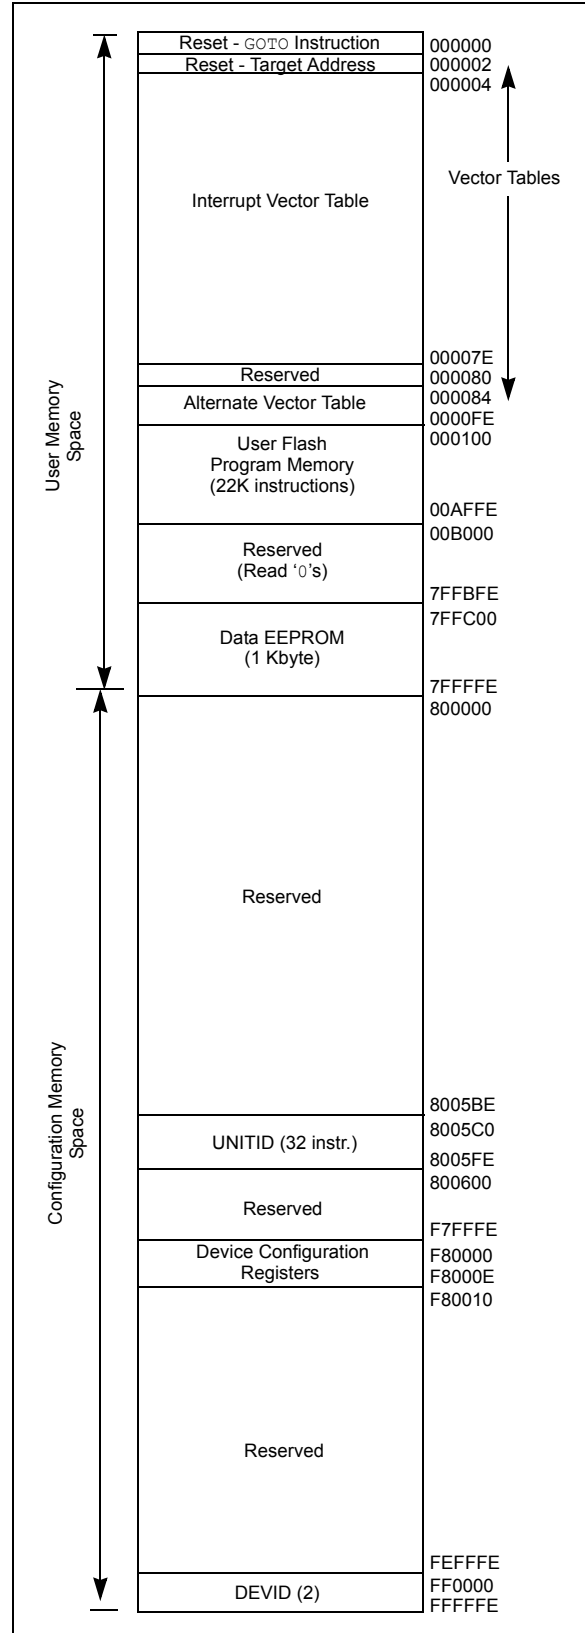 Reset - GOTO Instruction
000000
Reset - Target Address
000002
000004
Vector Tables
Interrupt Vector Table
00007E
Reserved
000080
Alternate Vector Table
000084
0000FE
User Flash
000100
Program Memory
(22K instructions)
00AFFE
00B000
Reserved
(Read ‘0’s)
7FFBFE
7FFC00
Data EEPROM
(1 Kbyte)
7FFFFE
800000
User Memory
Space
Reserved
8005BE
8005C0
UNITID (32 instr.)
8005FE
800600
Reserved
F7FFFE
Device Configuration
F80000
Registers
F8000E
F80010
Configuration Memory
Space
Reserved
FEFFFE
DEVID (2)
FF0000
FFFFFE